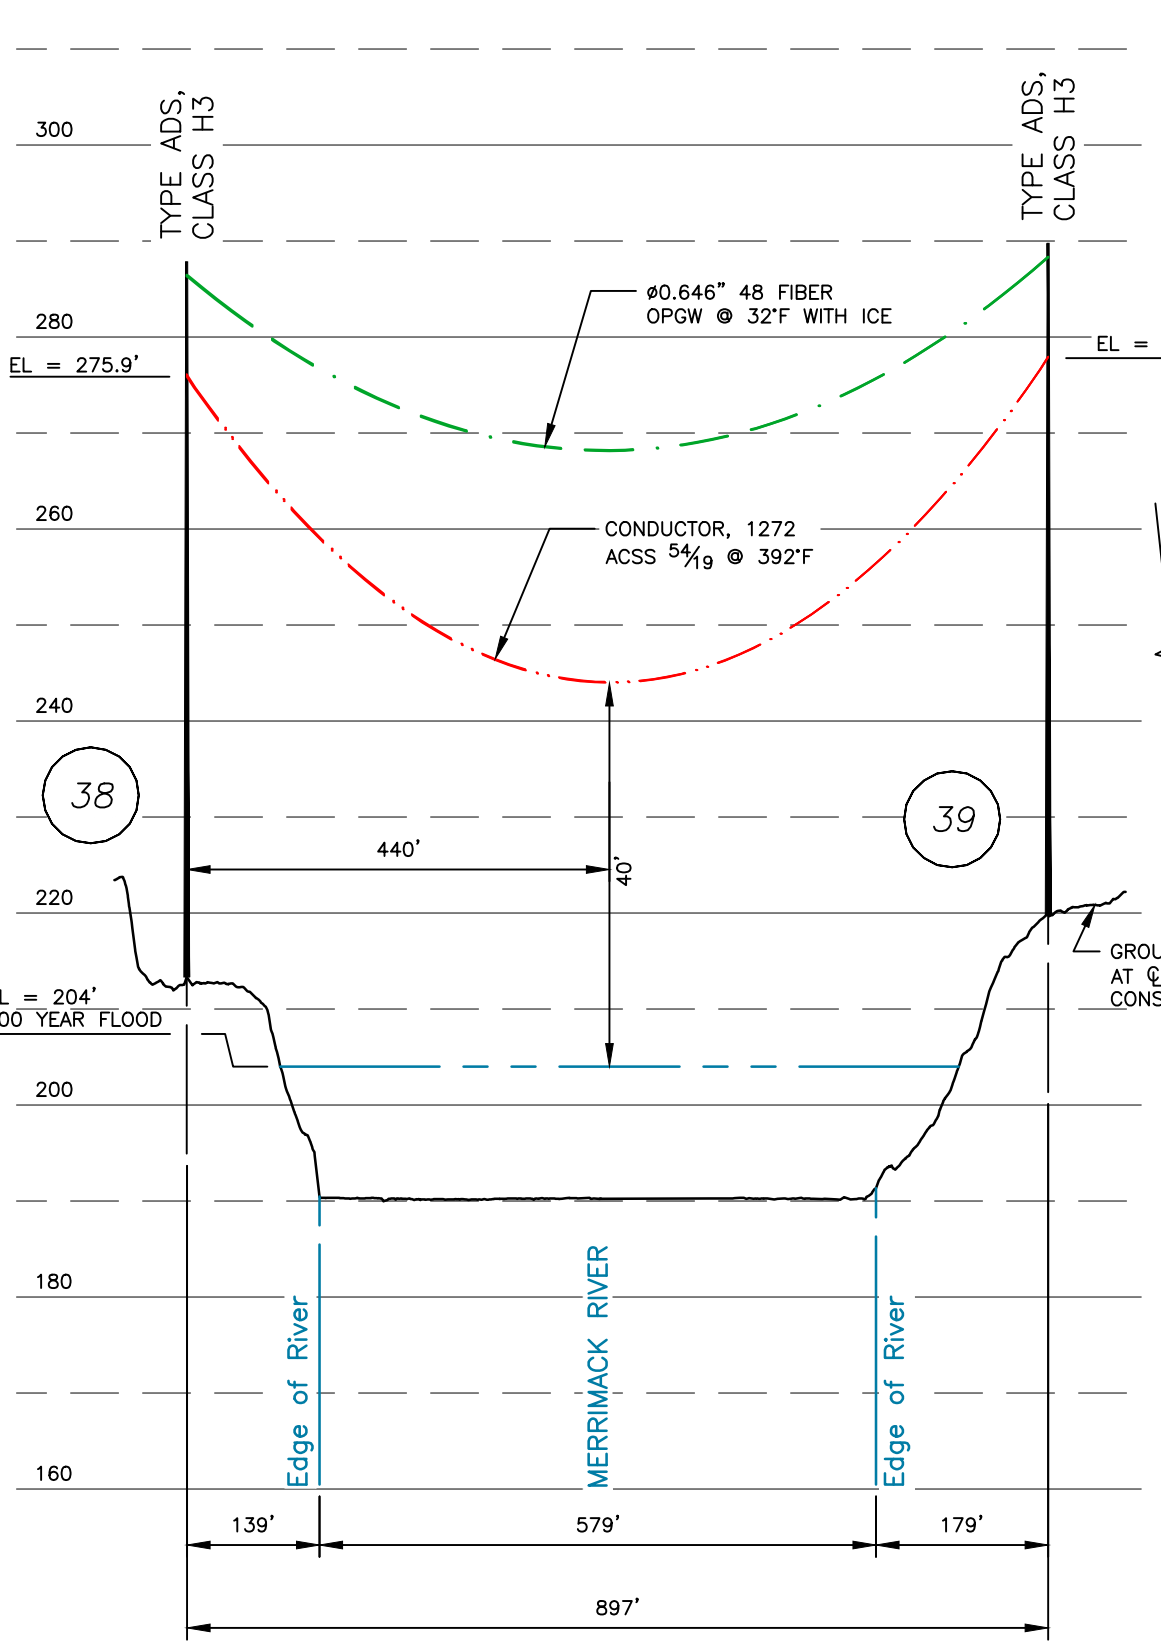 TYPE ADS,
CLASS H3
TYPE ADS,
CLASS H3
300
ø0.646" 48 FIBER
OPGW @ 32°F WITH ICE
280
EL = 275.9'
EL =
260
CONDUCTOR, 1272
ACSS 54/19 @ 392°F
240
38
39
440'
40'
220
GROU
AT ℄
CONS
L = 204'
00 YEAR FLOOD
200
180
Edge of River
MERRIMACK RIVER
Edge of River
160
139'
579'
179'
897'